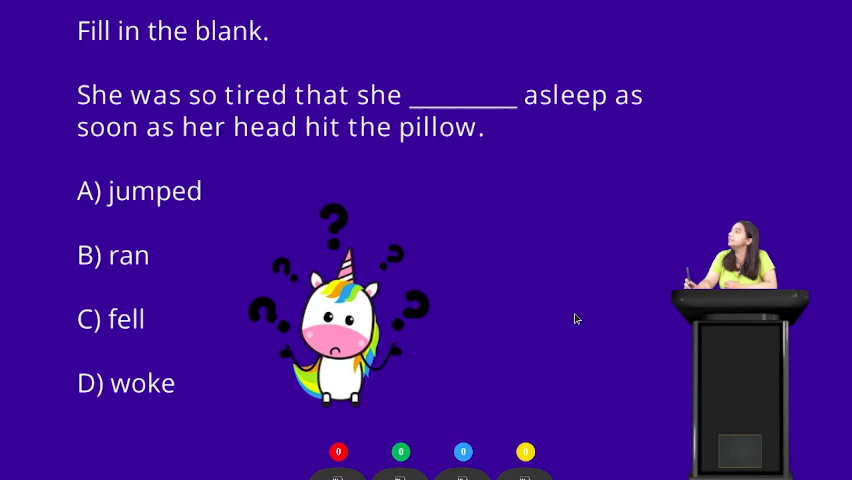 Fill in the blank.
She was so tired that she _________ asleep as
soon as her head hit the pillow.
A) jumped
B) ran
C) fell
D) woke
0 0 0 0